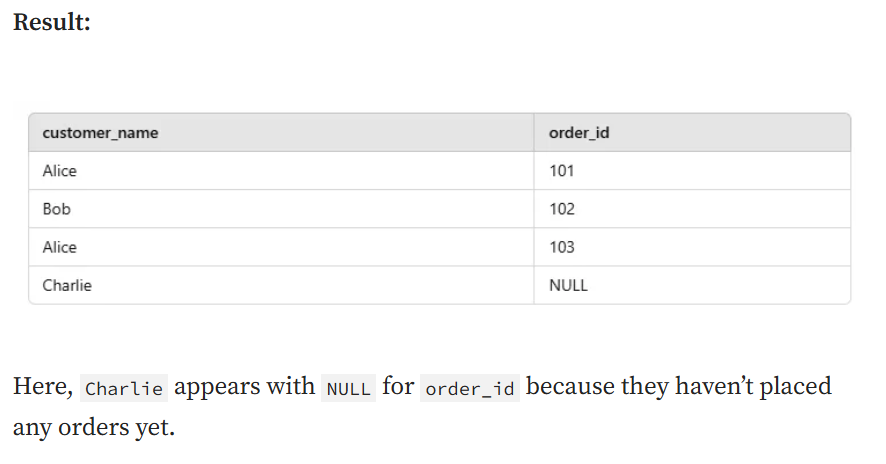 Result:
customer_name order_id
Alice 101
Bob 102
Alice 103
Charlie NULL
Here, Charlie appears with NULL for order_id because they haven’t placed
any orders yet.